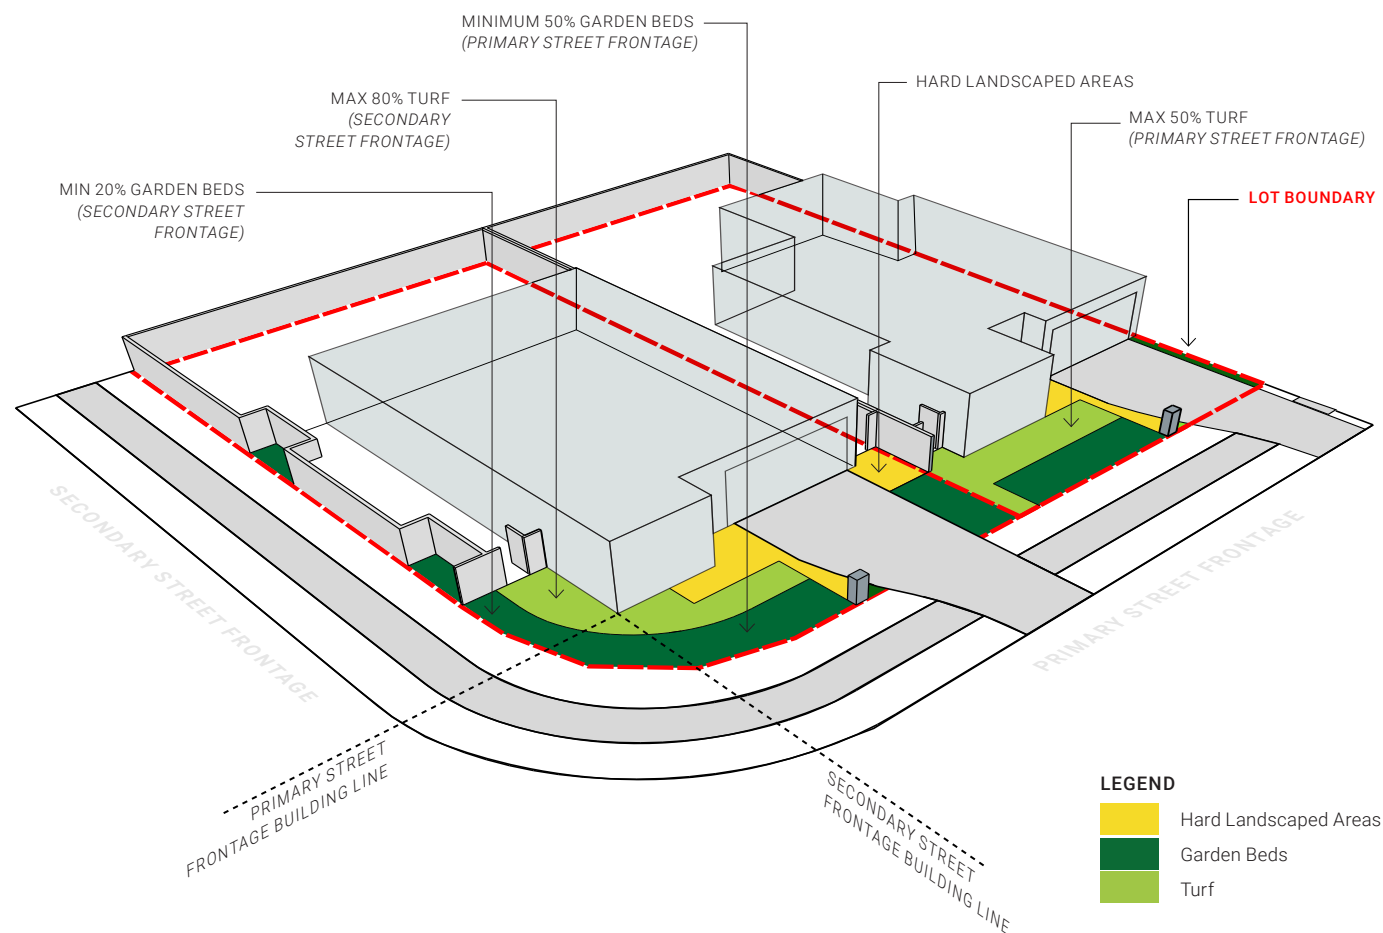 MINIMUM 50% GARDEN BEDS
(PRIMARY STREET FRONTAGE)
HARD LANDSCAPED AREAS
MAX 80% TURF
(SECONDARY
STREET FRONTAGE)
MAX 50% TURF
(PRIMARY STREET FRONTAGE)
MIN 20% GARDEN BEDS
(SECONDARY STREET
FRONTAGE)
LOT BOUNDARY
SECONDARY STREET FRONTAGE
PRIMARY STREET FRONTAGE
PRIMARY STREET
FRONTAGE BUILDING LINE
SECONDARY STREET
FRONTAGE BUILDING LINE
LEGEND
Hard Landscaped Areas
Garden Beds
Turf